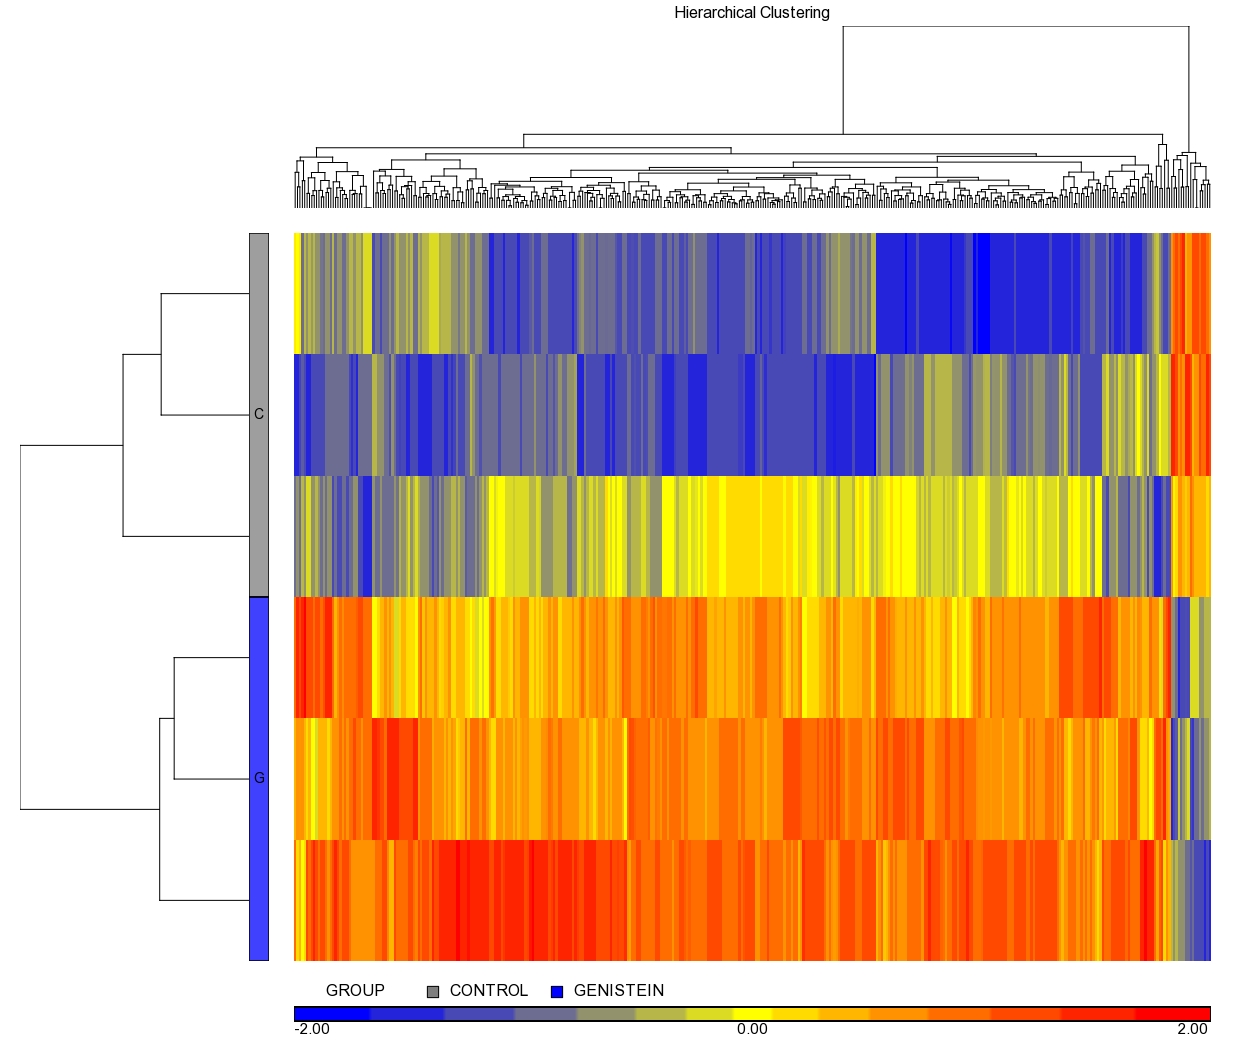 Hierarchical Clustering
C
G
GROUP CONTROL GENISTEIN
-2.00 0.00 2.00